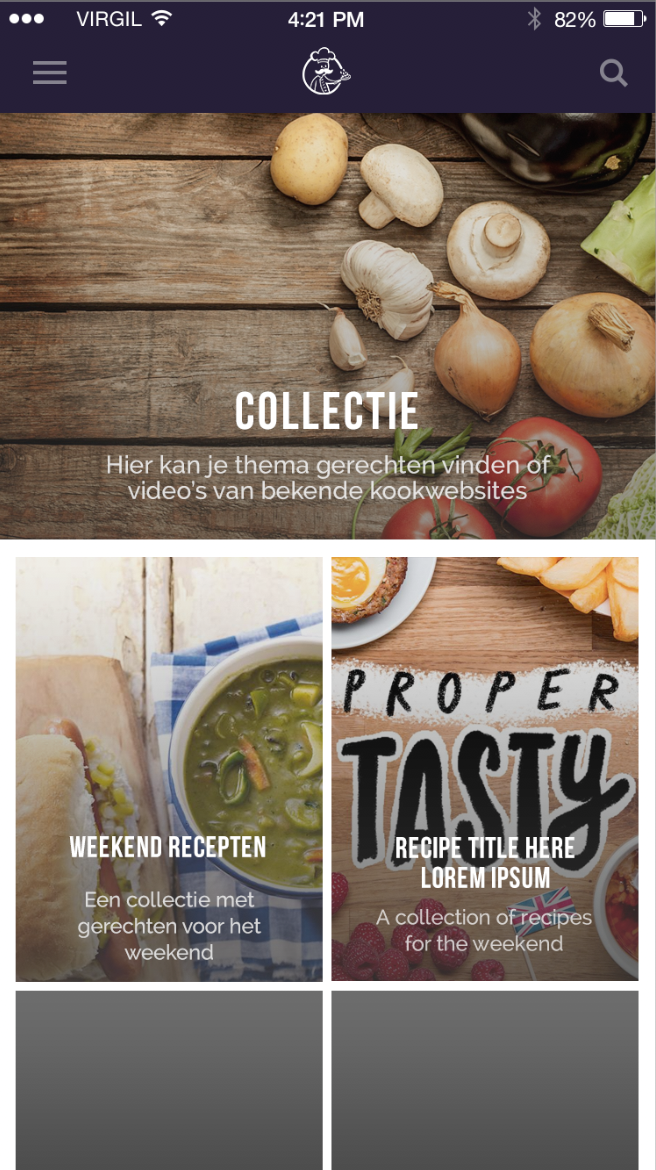 VIRGIL 4:21 PM 82%
COLLECTIE
Hier kan je thema gerechten vinden of
video's van bekende kookwebsites
PROPER
TASTY
WEEKEND RECEPTEN
Een collectie met
gerechten voor het
weekend
RECIPE TITLE HERE
LOREM IPSUM
A collection of recipes
for the weekend